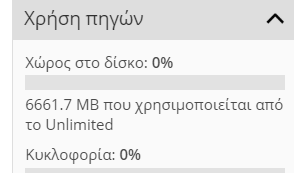 Χρήση πηγών
Χώρος στο δίσκο: 0%
6661.7 MB που χρησιμοποιείται από
το Unlimited
Κυκλοφορία: 0%